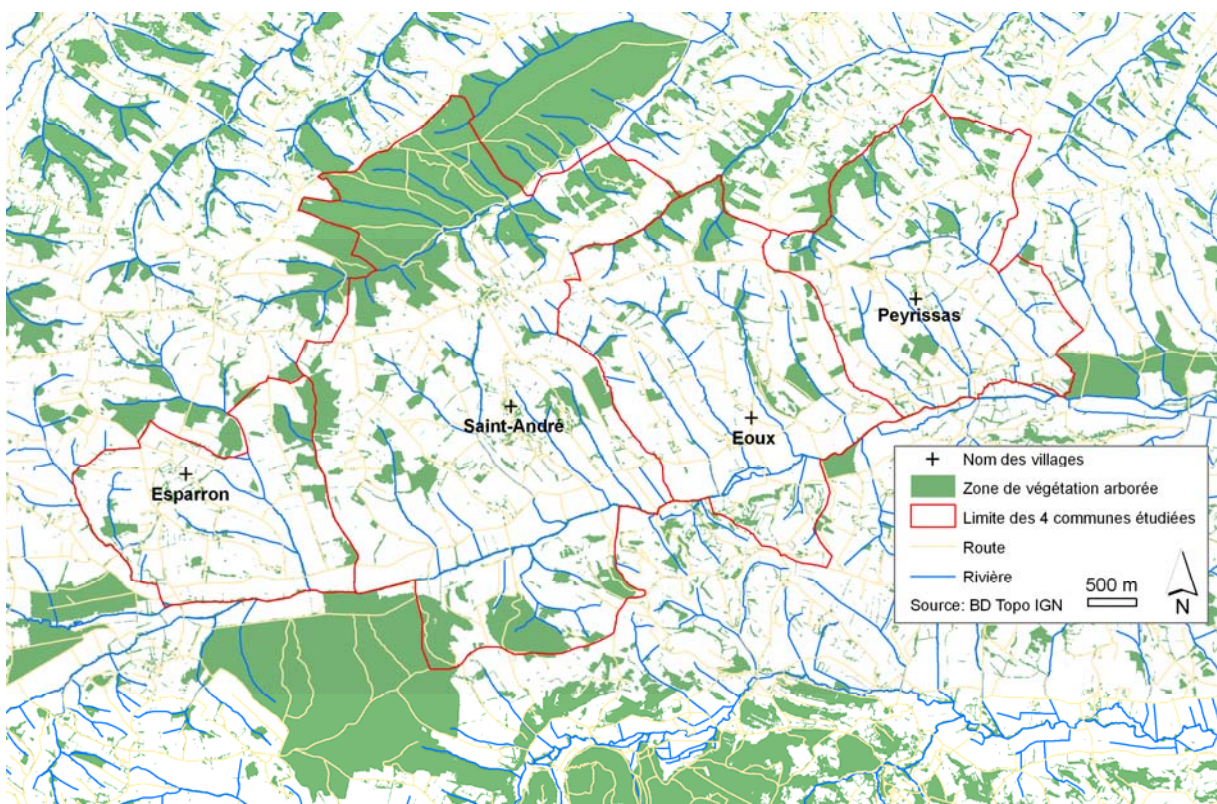 Peyrissas
Saint-André
Eoux
Esparron
Nom des villages
Zone de végétation arborée
Limite des 4 communes étudiées
Route
Rivière
Source: BD Topo IGN
500 m
N